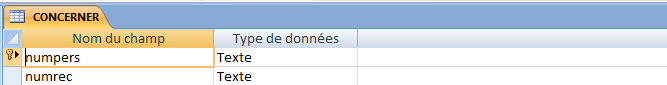 CONCERNER
Nom du champ Type de données
numpers Texte
numrec Texte